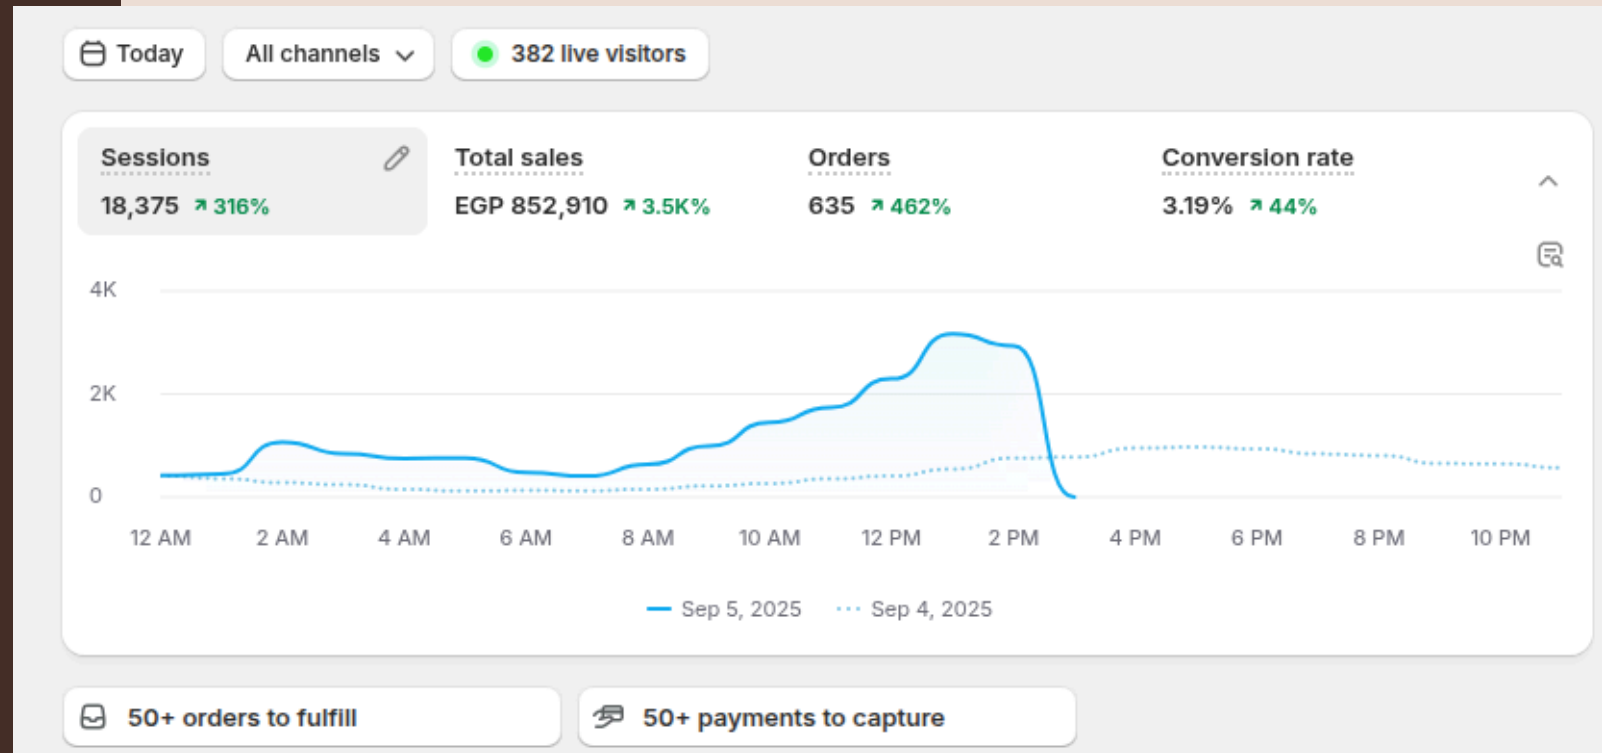 Today
All channels
382 live visitors
Sessions
18,375 316%
Total sales
EGP 852,910 3.5K%
Orders
635 462%
Conversion rate
3.19% 44%
4K
2K
0
12 AM 2 AM 4 AM 6 AM 8 AM 10 AM 12 PM 2 PM 4 PM 6 PM 8 PM 10 PM
Sep 5, 2025 Sep 4, 2025
50+ orders to fulfill
50+ payments to capture